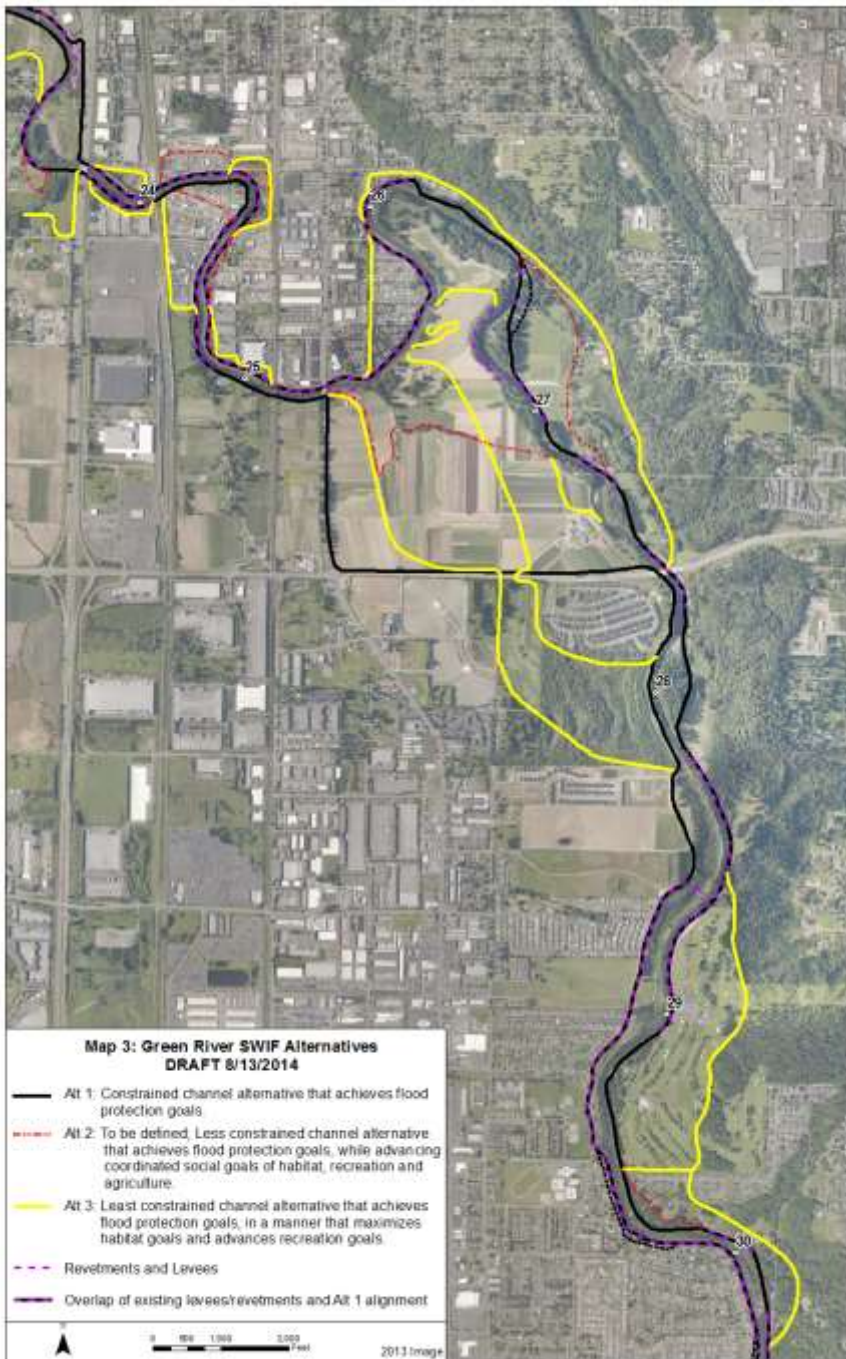 24
26
25
27
28
29
30
Map 3: Green River SWIF Alternatives
DRAFT 8/13/2014
Alt 1: Constrained channel alternative that achieves flood
protection goals
Alt 2: To be defined, Less constrained channel alternative
that achieves flood protection goals, while advancing
coordinated social goals of habitat, recreation and
agriculture.
Alt 3: Least constrained channel alternative that achieves
flood protection goals, in a manner that maximizes
habitat goals and advances recreation goals.
Revetments and Levees
Overlap of existing levees/revetments and Alt 1 alignment
0 500 1,000 2,000
Feet
2013 Image